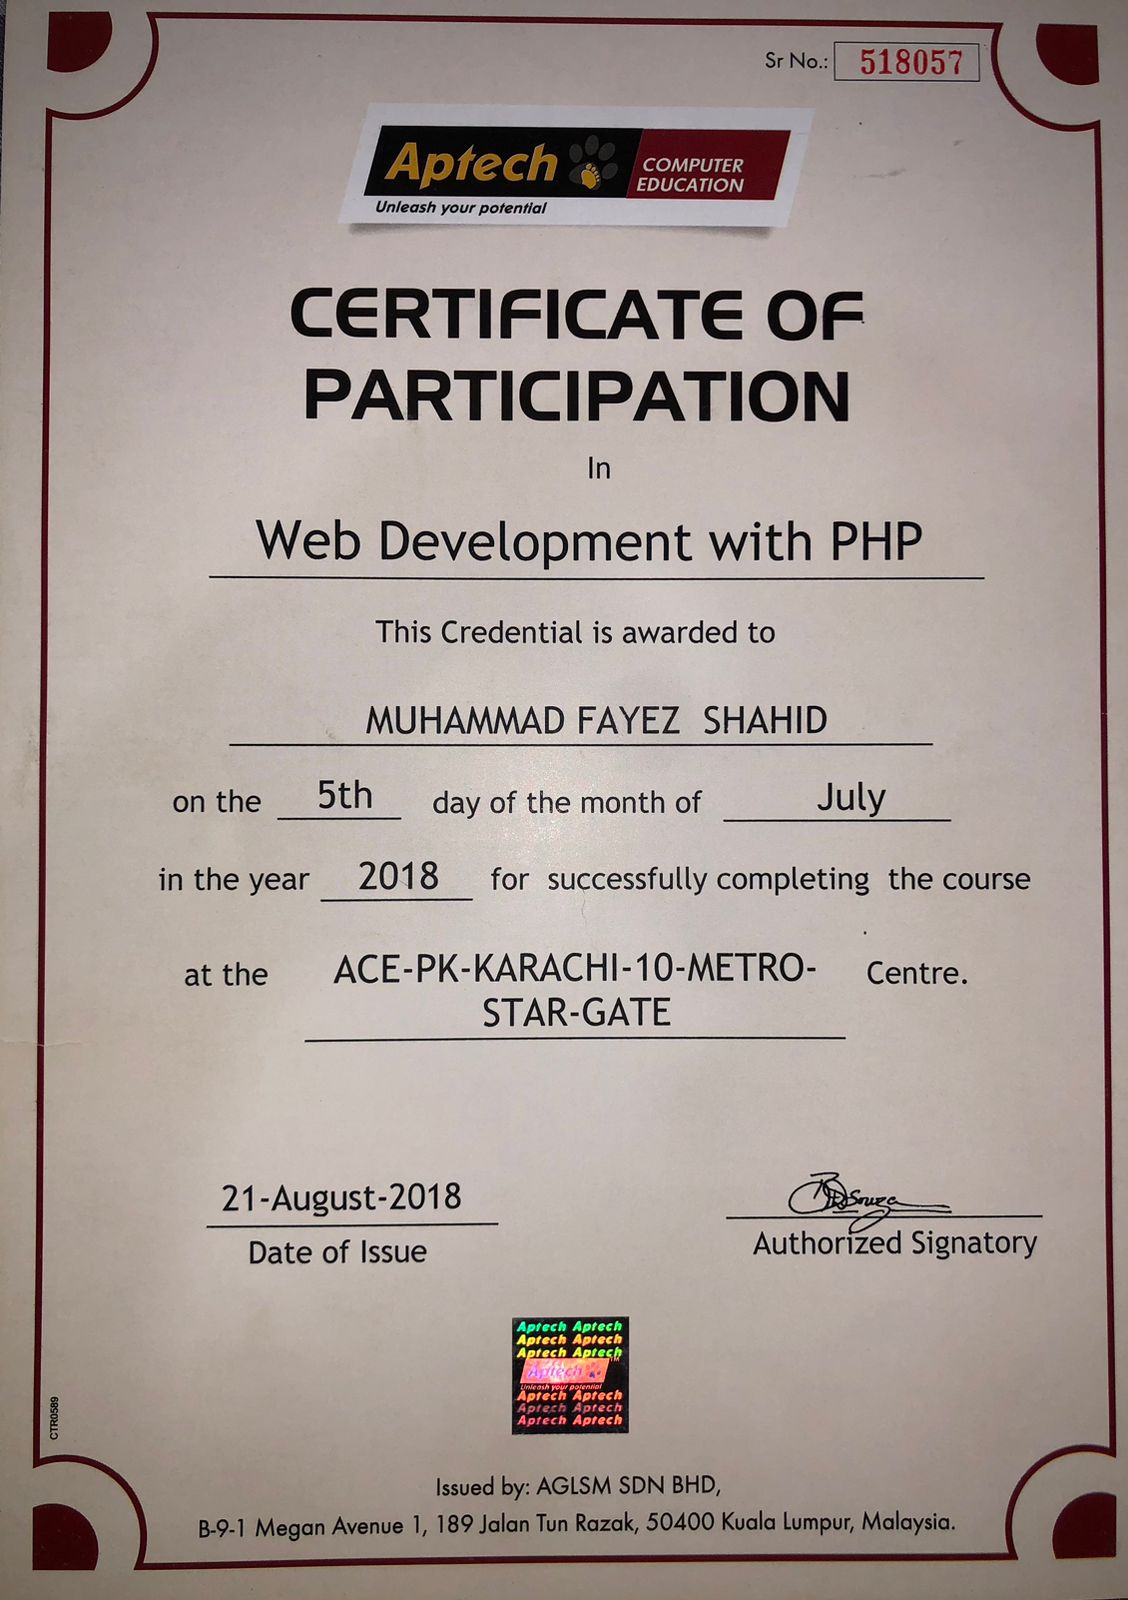 Sr No.: 518057
Aptech COMPUTER EDUCATION
Unleash your potential
CERTIFICATE OF
PARTICIPATION
In
Web Development with PHP
This Credential is awarded to
MUHAMMAD FAYEZ SHAHID
on the 5th day of the month of July
in the year 2018 for successfully completing the course
at the ACE-PK-KARACHI-10-METRO- Centre.
STAR-GATE
21-August-2018
Date of Issue
DSouza
Authorized Signatory
Aptech Aptech
Aptech Aptech
Aptech Aptech
Aptech ™
Unleash your potential
Aptech Aptech
Aptech Aptech
Aptech Aptech
CTR0589
Issued by: AGLSM SDN BHD,
B-9-1 Megan Avenue 1, 189 Jalan Tun Razak, 50400 Kuala Lumpur, Malaysia.